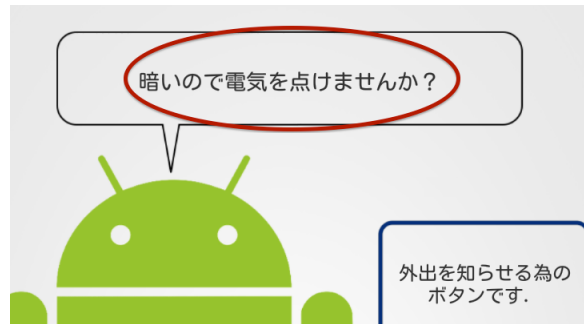 暗いので電気を点けませんか？
外出を知らせる為の
ボタンです.